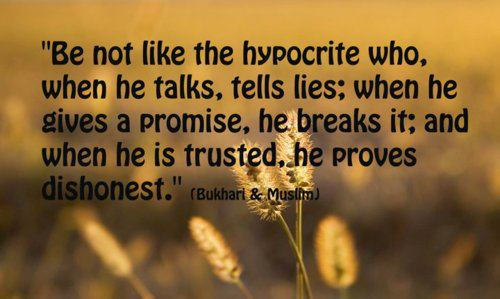 "Be not like the hypocrite who,
when he talks, tells lies; when he
gives a promise, he breaks it; and
when he is trusted, he proves
dishonest." (Bukhari & Muslim)